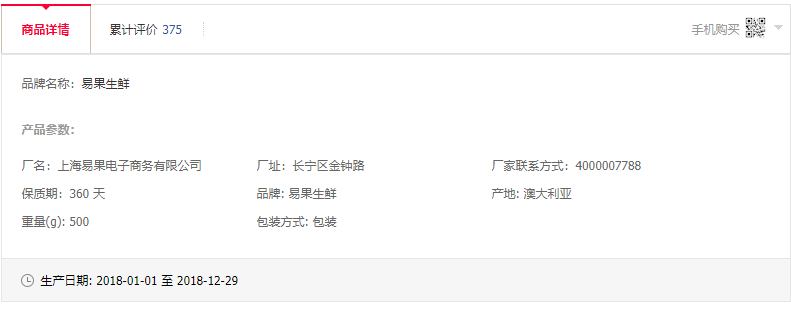 商品详情 累计评价 375 手机购买
品牌名称：易果生鲜
产品参数：
厂名：上海易果电子商务有限公司 厂址：长宁区金钟路 厂家联系方式：4000007788
保质期：360 天 品牌: 易果生鲜 产地: 澳大利亚
重量(g): 500 包装方式: 包装
生产日期: 2018-01-01 至 2018-12-29